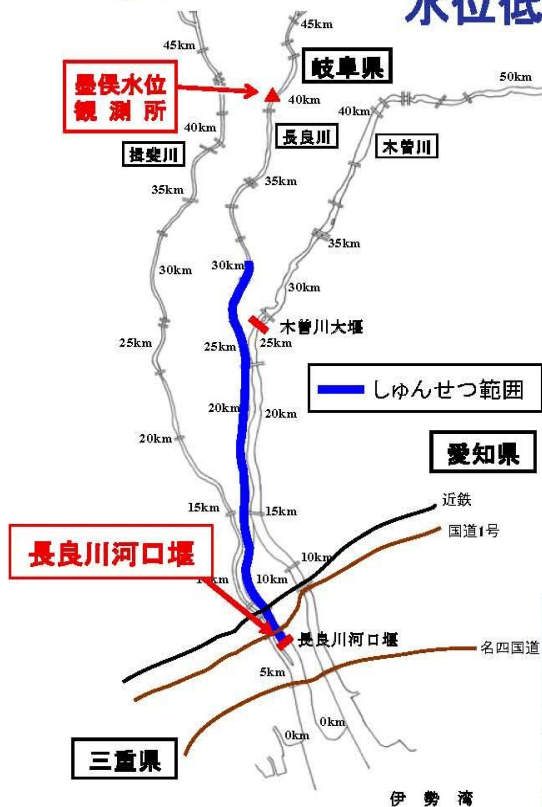 水位低
45km
45km
岐阜県
50km
墨俣水位
観測所
40km
40km
40km
長良川
木曽川
揖斐川
35km
35km
35km
30km
30km
30km
木曽川大堰
25km
25km
25km
しゅんせつ範囲
20km
20km
20km
愛知県
近鉄
15km
15km
国道1号
長良川河口堰
10km
10km
長良川河口堰
名四国道
5km
0km
0km
三重県
伊勢湾